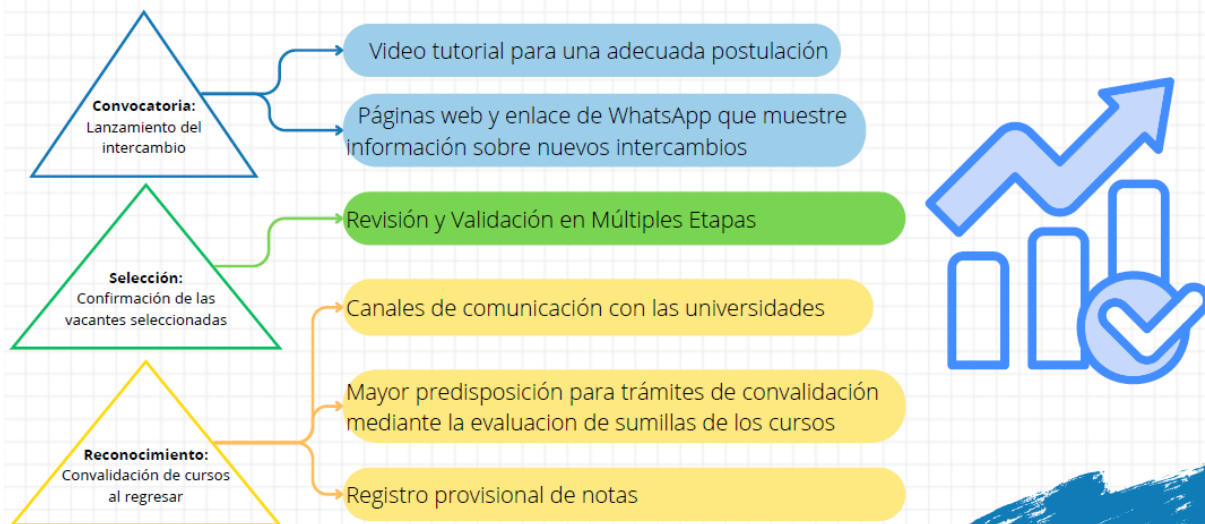 Convocatoria:
Lanzamiento del
intercambio
Video tutorial para una adecuada postulación
Páginas web y enlace de WhatsApp que muestre
información sobre nuevos intercambios
Selección:
Confirmación de las
vacantes seleccionadas
Revisión y Validación en Múltiples Etapas
Reconocimiento:
Convalidación de cursos
al regresar
Canales de comunicación con las universidades
Mayor predisposición para trámites de convalidación
mediante la evaluacion de sumillas de los cursos
Registro provisional de notas